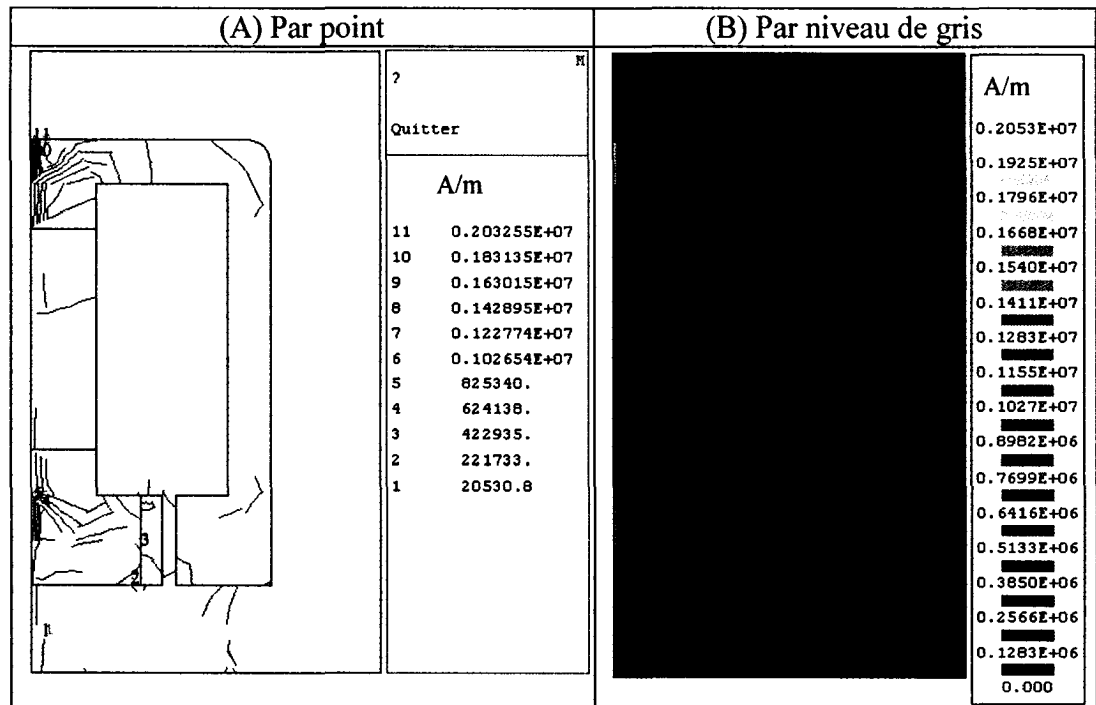 (A) Par point
(B) Par niveau de gris
M
?
Quitter
A/m
11 0.203255E+07
10 0.183135E+07
9 0.163015E+07
8 0.142895E+07
7 0.122774E+07
6 0.102654E+07
5 825340.
4 624138.
3 422935.
2 221733.
1 20530.8
11
3
A/m
0.2053E+07
0.1925E+07
0.1796E+07
0.1668E+07
0.1540E+07
0.1411E+07
0.1283E+07
0.1155E+07
0.1027E+07
0.8982E+06
0.7699E+06
0.6416E+06
0.5133E+06
0.3850E+06
0.2566E+06
0.1283E+06
0.000